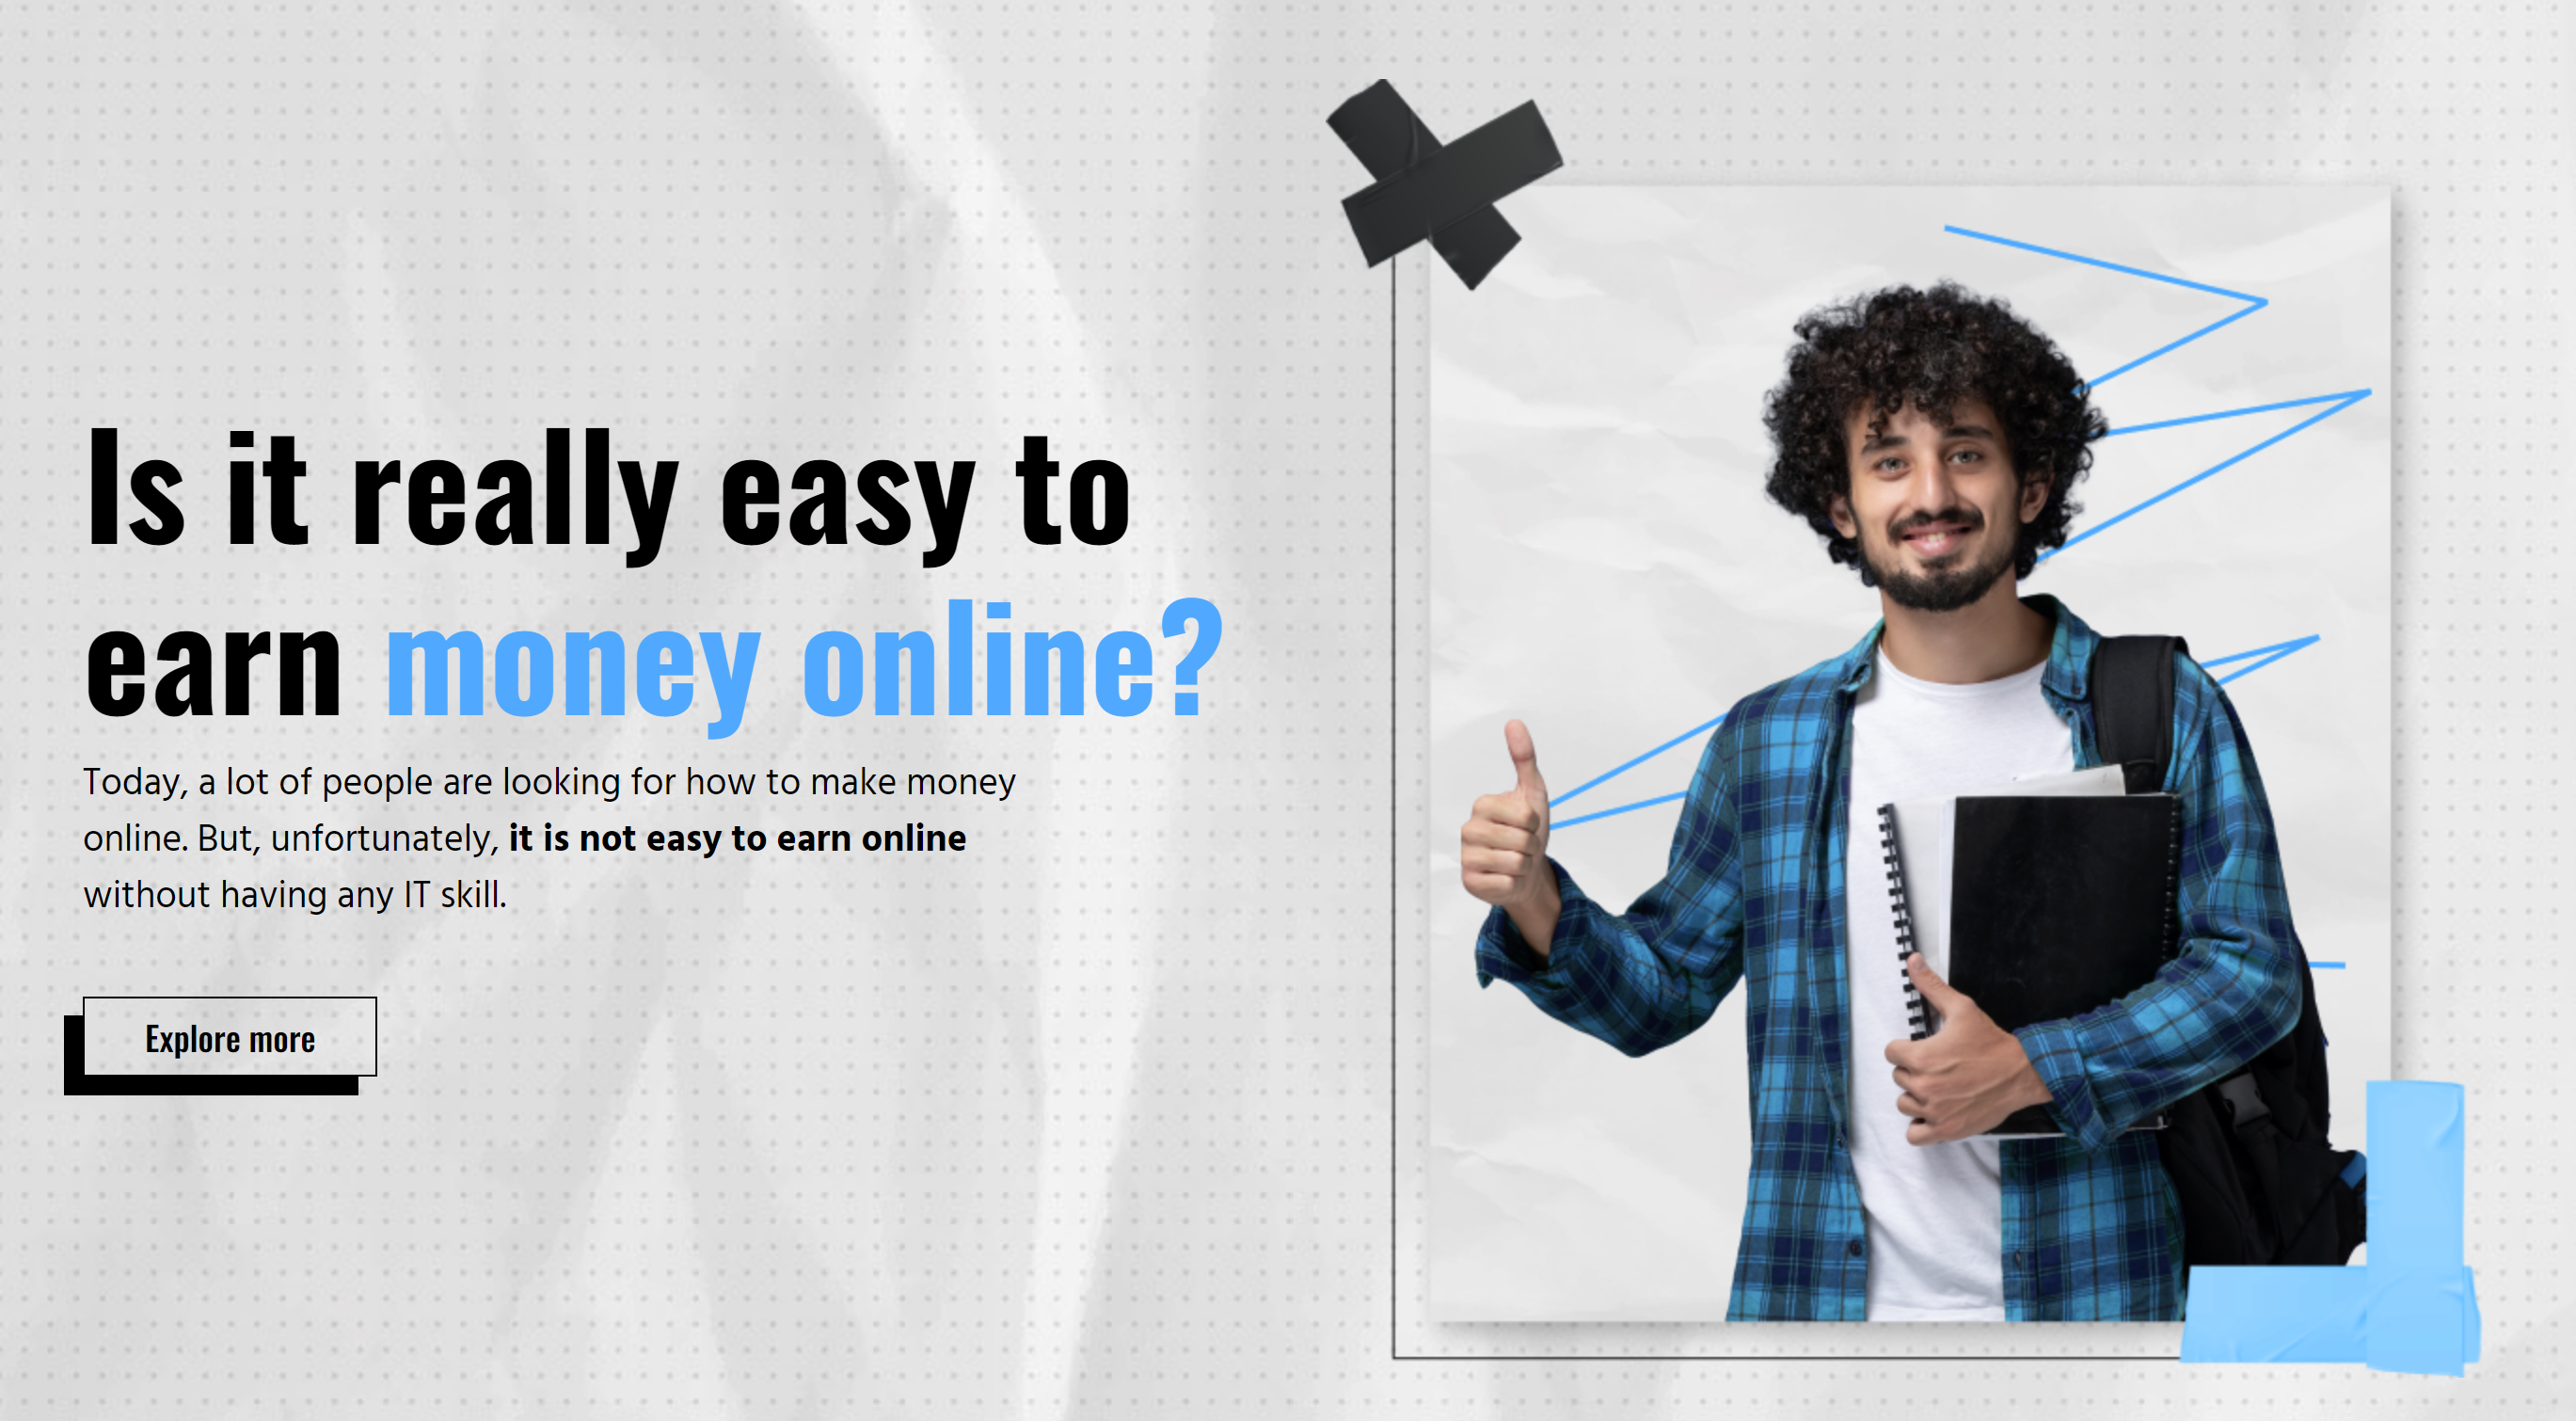 Is it really easy to
earn money online?
Today, a lot of people are looking for how to make money
online. But, unfortunately, it is not easy to earn online
without having any IT skill.
Explore more